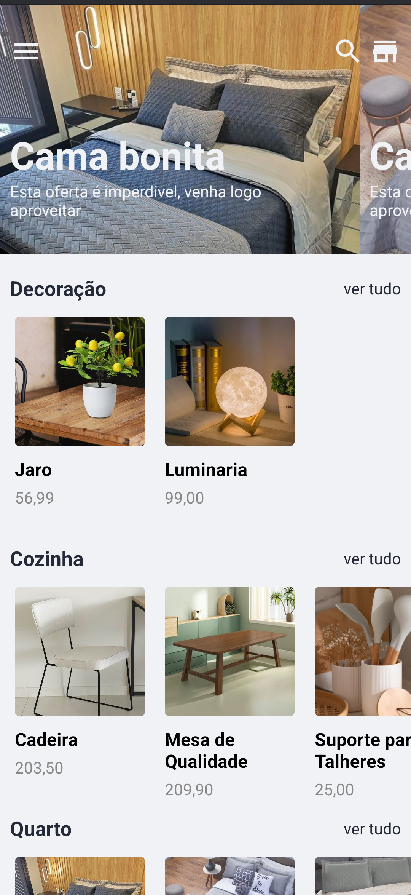 Cama bonita
Ca
Esta oferta é imperdivel, venha logo
Esta o
aproveitar
aprov
Decoração
ver tudo
Jaro
Luminaria
56,99
99,00
Cozinha
ver tudo
Cadeira
Mesa de
Qualidade
Suporte par
Talheres
203,50
209,90
25,00
Quarto
ver tudo